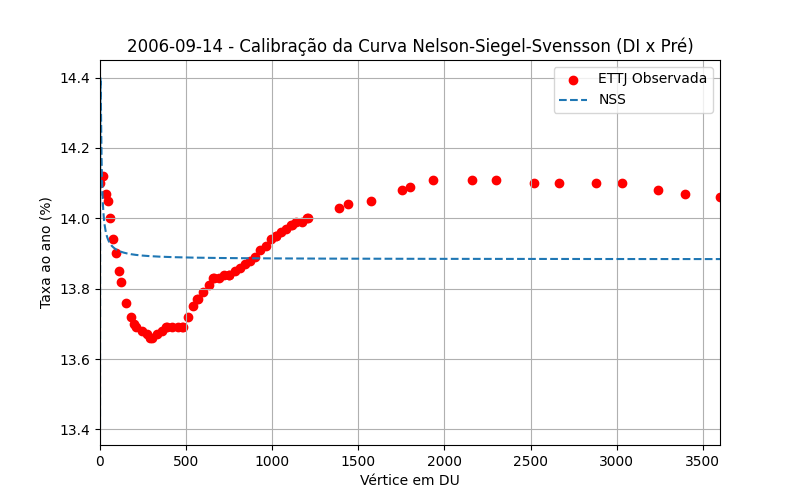 2006-09-14 - Calibração da Curva Nelson-Siegel-Svensson (DI x Pré)
ETTJ Observada
NSS
Taxa ao ano (%)
14.4
14.2
14.0
13.8
13.6
13.4
0 500 1000 1500 2000 2500 3000 3500
Vértice em DU